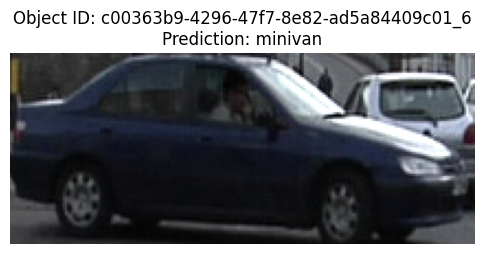 Object ID: c00363b9-4296-47f7-8e82-ad5a84409c01_6
Prediction: minivan